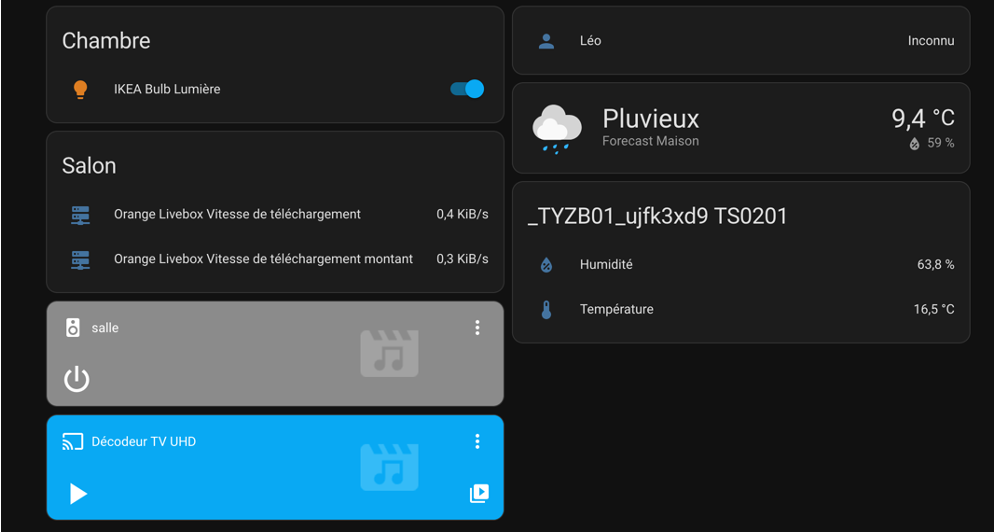 Chambre
IKEA Bulb Lumière
Salon
Orange Livebox Vitesse de téléchargement 0,4 KiB/s
Orange Livebox Vitesse de téléchargement montant 0,3 KiB/s
salle
Décodeur TV UHD
Léo Inconnu
Pluvieux 9,4 °C
Forecast Maison 59 %
_TYZB01_ujfk3xd9 TS0201
Humidité 63,8 %
Température 16,5 °C